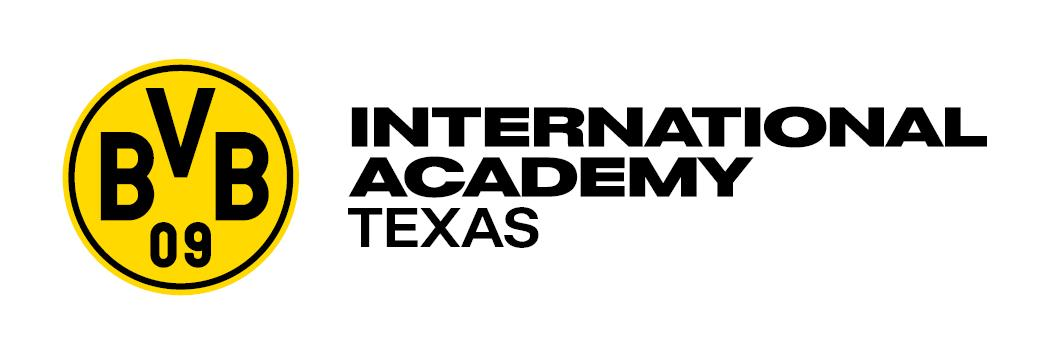 BVB
09
INTERNATIONAL
ACADEMY
TEXAS